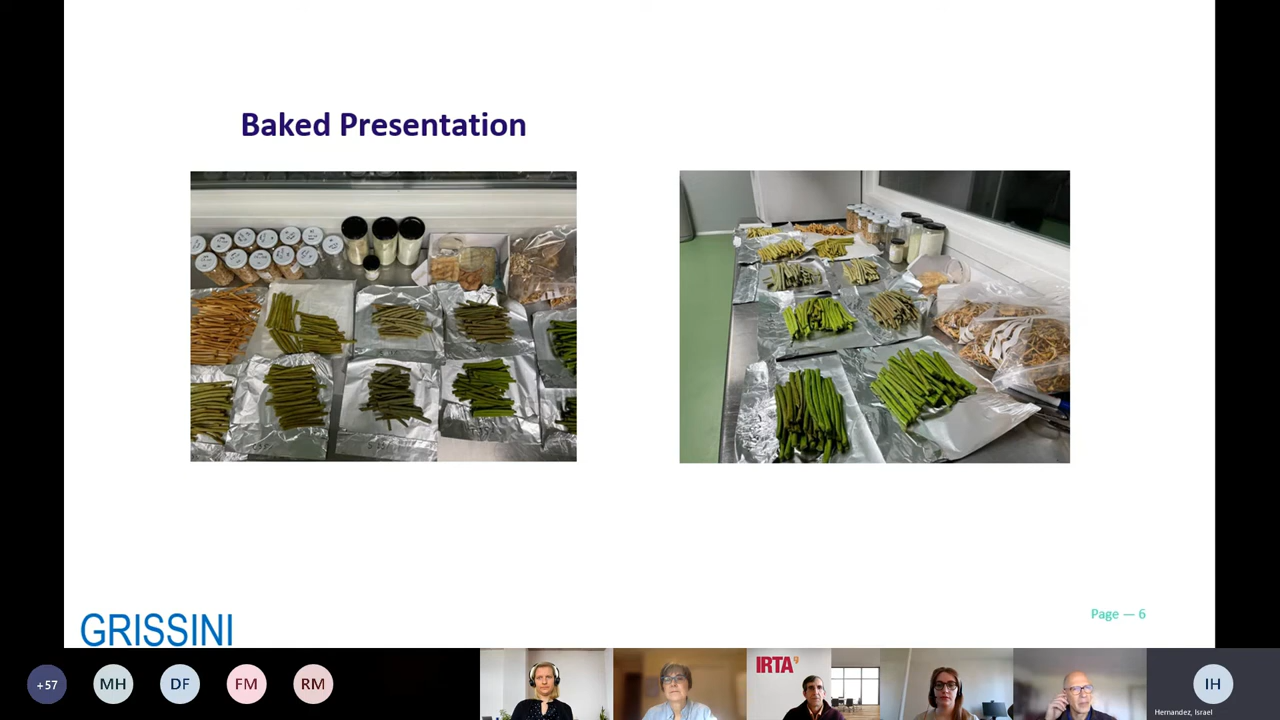 Baked Presentation
Page — 6
GRISSINI
+57
MH
DF
FM
RM
IRTA
IH
Hernandez, Israel